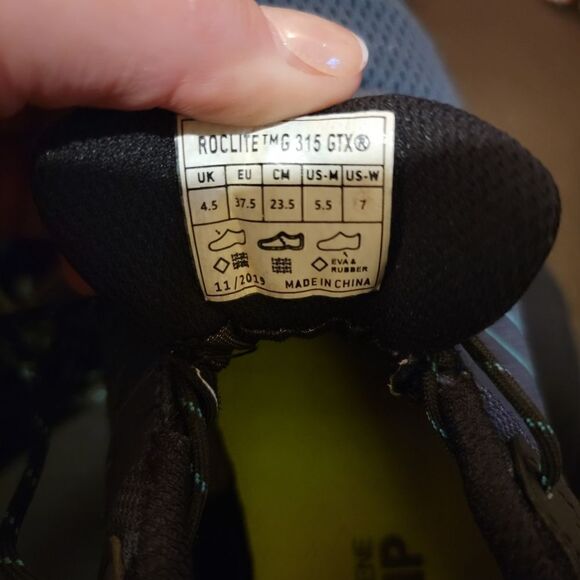 ROCLITE™G 315 GTX®
UK EU CM US-M US-W
4.5 37.5 23.5 5.5 7
EVA &
RUBBER
11/2019 MADE IN CHINA